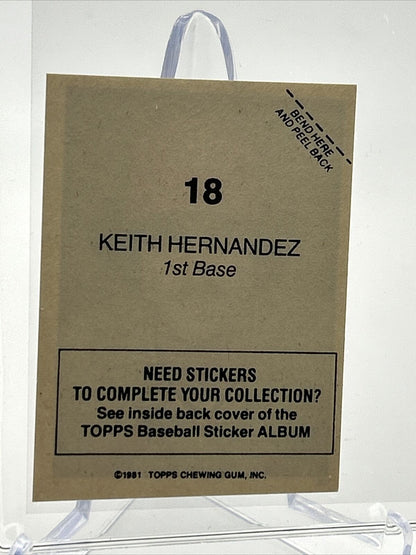 BEND HERE
AND PEEL BACK
18
KEITH HERNANDEZ
1st Base
NEED STICKERS
TO COMPLETE YOUR COLLECTION?
See inside back cover of the
TOPPS Baseball Sticker ALBUM
©1981 TOPPS CHEWING GUM, INC.